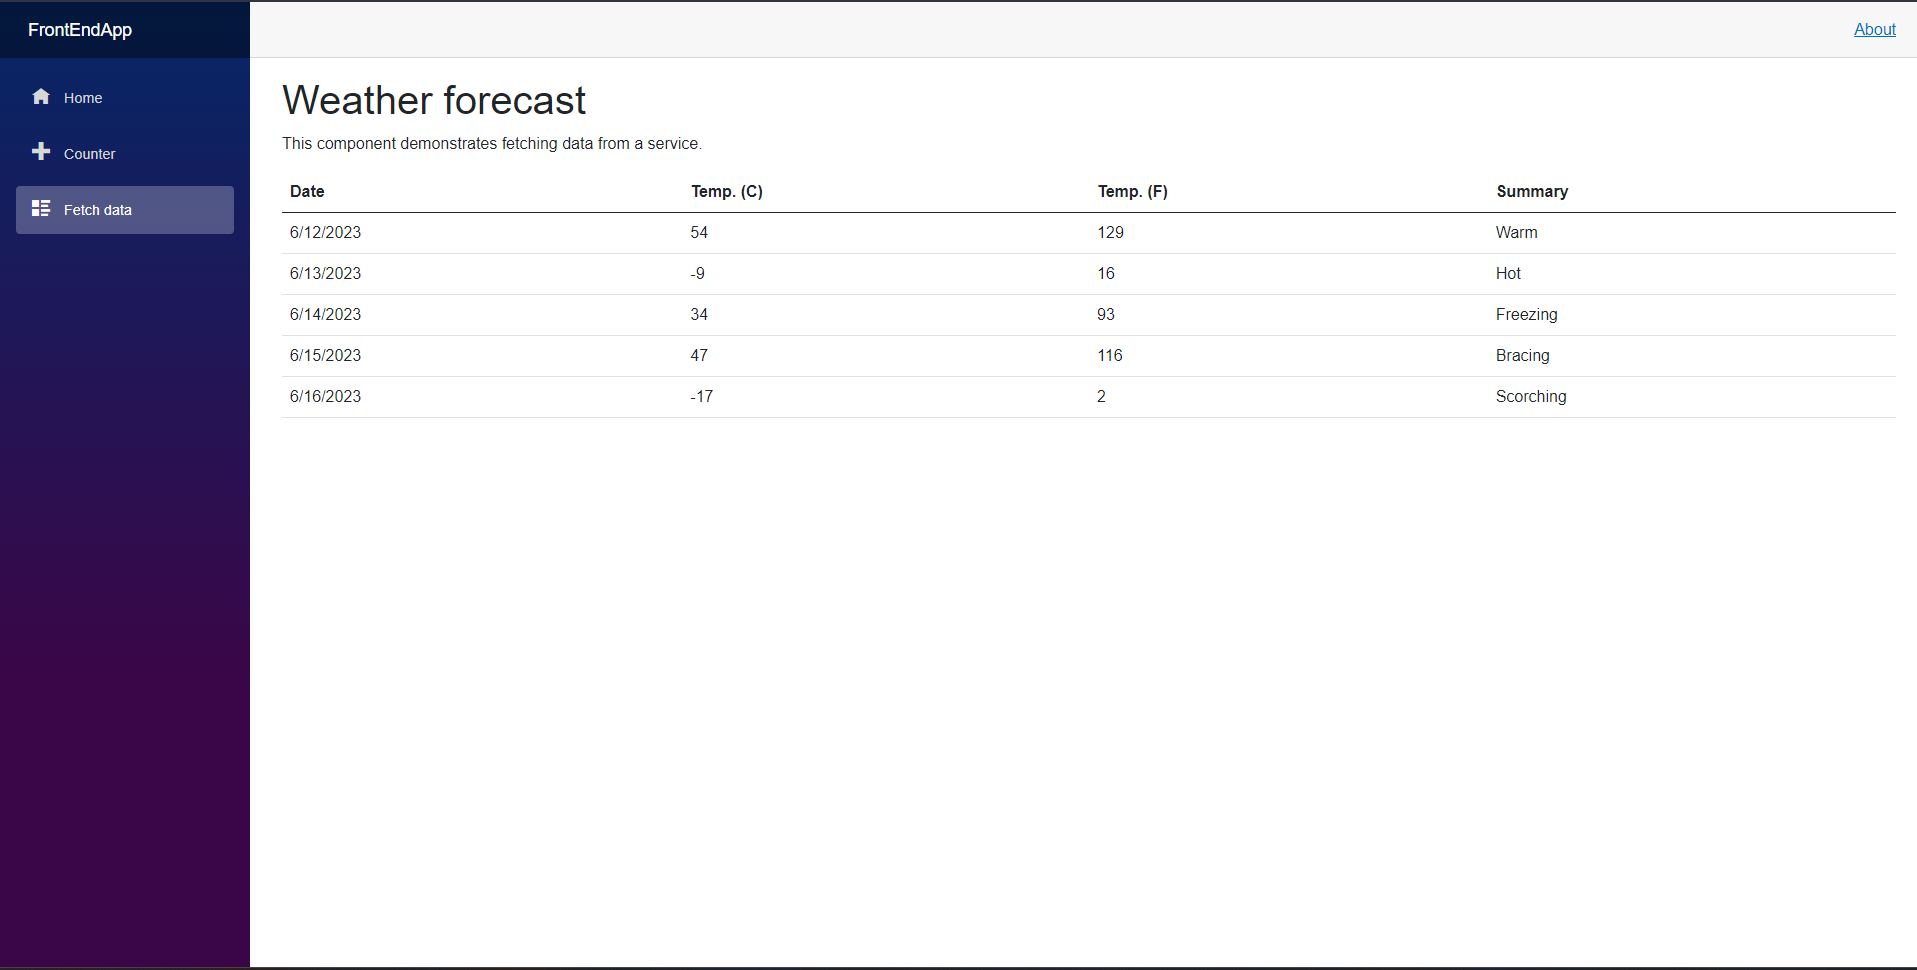 FrontEndApp
About
Home
Counter
Fetch data
Weather forecast
This component demonstrates fetching data from a service.
Date Temp. (C) Temp. (F) Summary
6/12/2023 54 129 Warm
6/13/2023 -9 16 Hot
6/14/2023 34 93 Freezing
6/15/2023 47 116 Bracing
6/16/2023 -17 2 Scorching